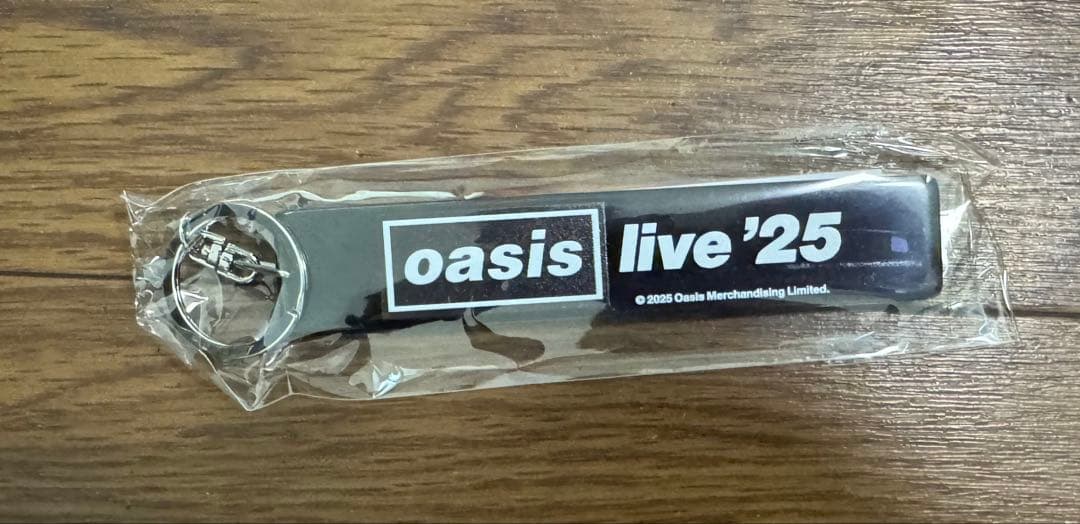 oasis live ’25
© 2025 Oasis Merchandising Limited.